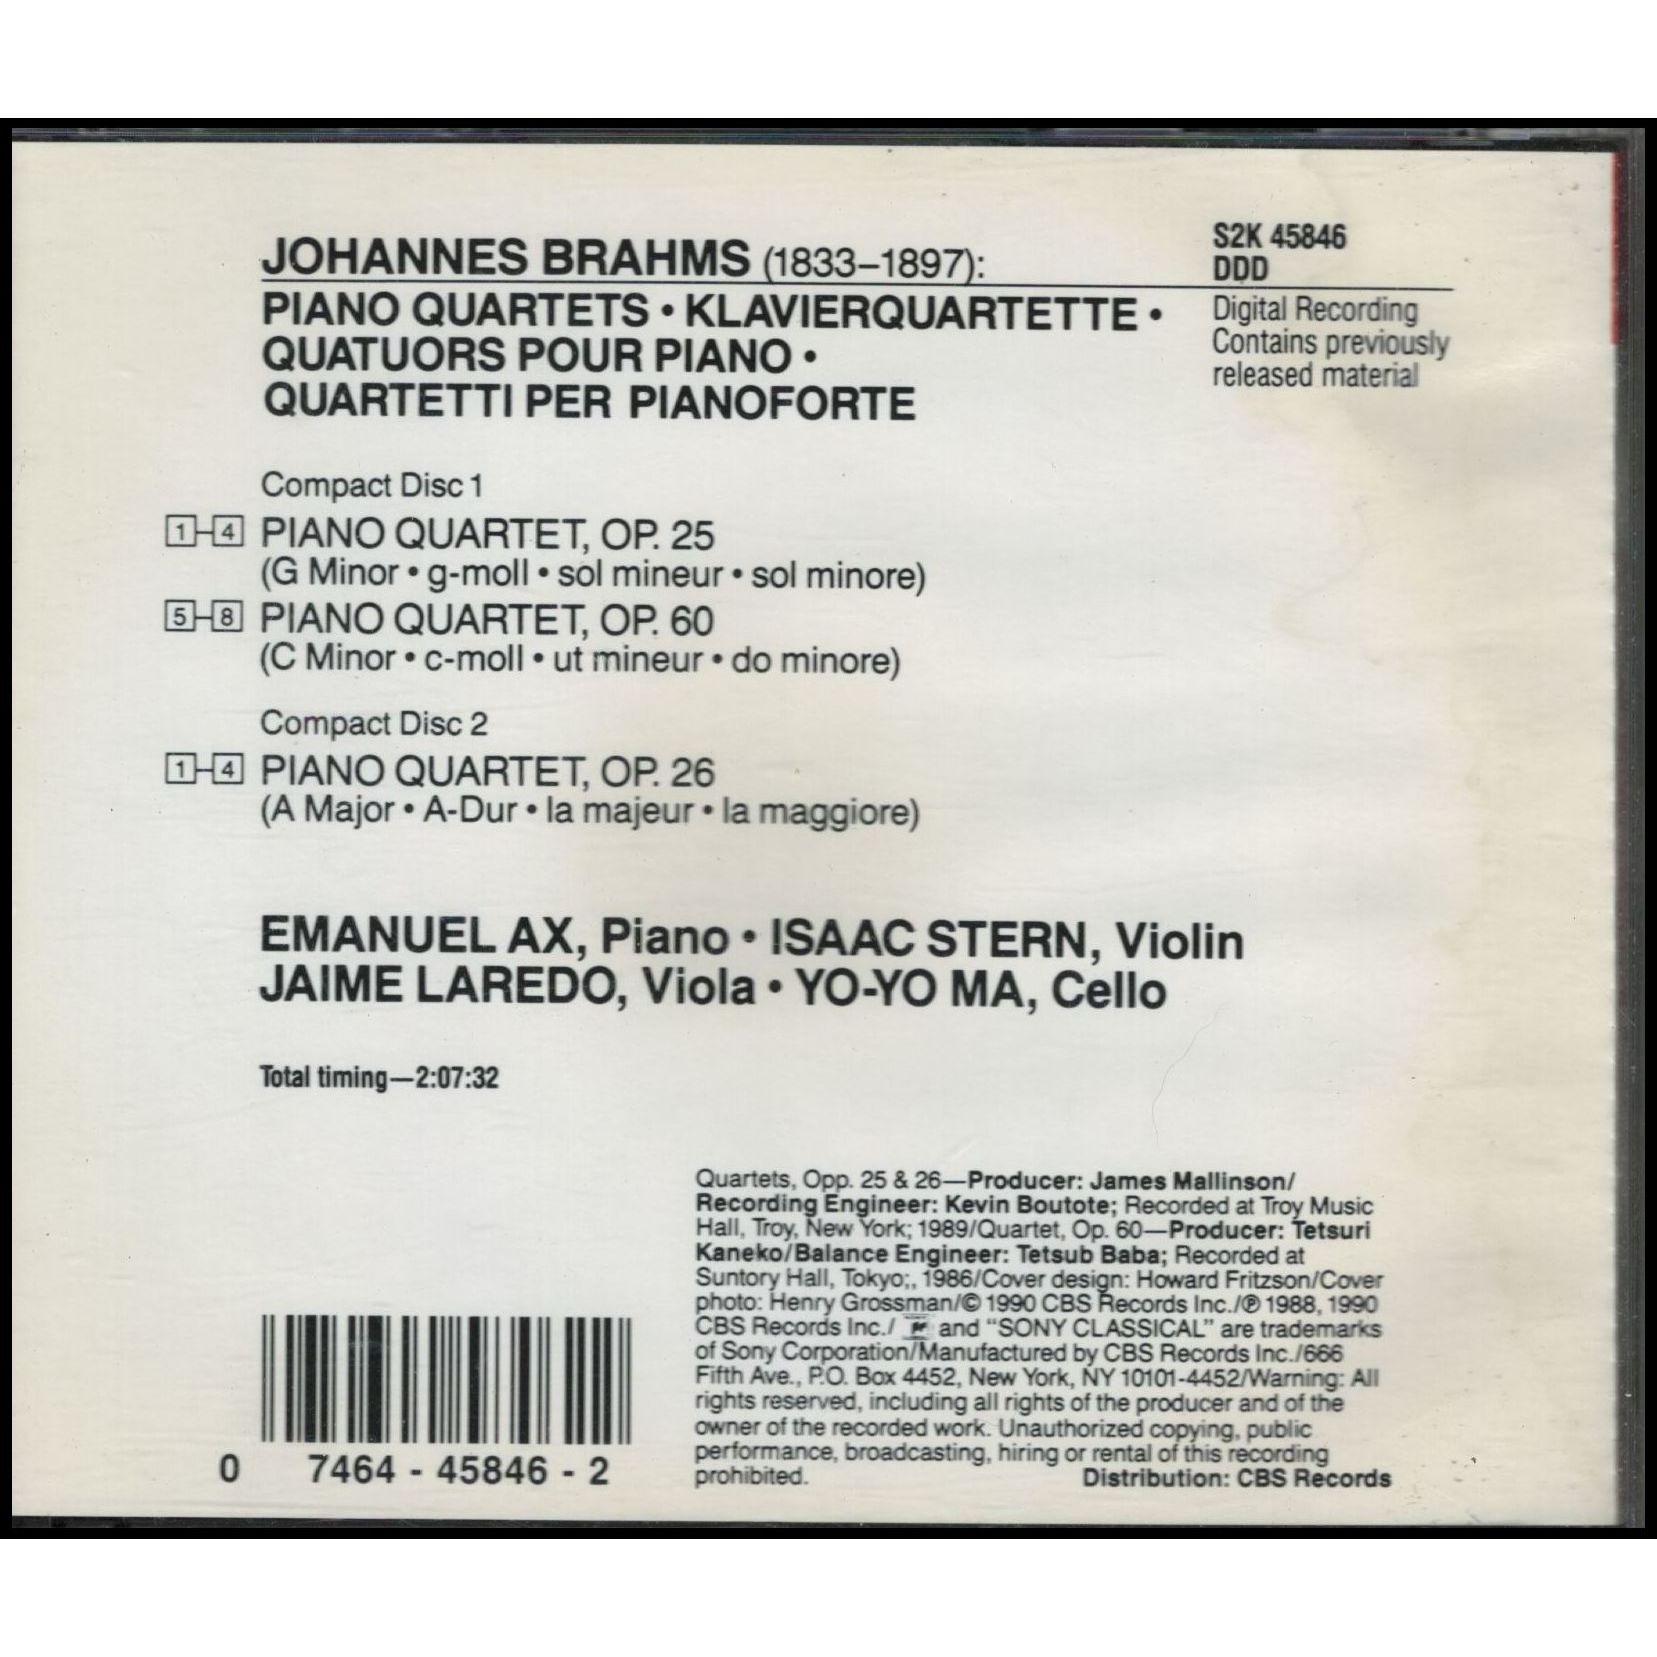 JOHANNES BRAHMS (1833–1897):
PIANO QUARTETS • KLAVIERQUARTETTE •
QUATUORS POUR PIANO •
QUARTETTI PER PIANOFORTE
S2K 45846
DDD
Digital Recording
Contains previously
released material
Compact Disc 1
1-4 PIANO QUARTET, OP. 25
(G Minor • g-moll • sol mineur • sol minore)
5-8 PIANO QUARTET, OP. 60
(C Minor • c-moll • ut mineur • do minore)
Compact Disc 2
1-4 PIANO QUARTET, OP. 26
(A Major • A-Dur • la majeur • la maggiore)
EMANUEL AX, Piano • ISAAC STERN, Violin
JAIME LAREDO, Viola • YO-YO MA, Cello
Total timing—2:07:32
Quartets, Opp. 25 & 26—Producer: James Mallinson/
Recording Engineer: Kevin Boutote; Recorded at Troy Music
Hall, Troy, New York; 1989/Quartet, Op. 60—Producer: Tetsuri
Kaneko/Balance Engineer: Tetsub Baba; Recorded at
Suntory Hall, Tokyo;, 1986/Cover design: Howard Fritzson/Cover
photo: Henry Grossman/© 1990 CBS Records Inc./℗ 1988, 1990
CBS Records Inc./ and “SONY CLASSICAL” are trademarks
of Sony Corporation/Manufactured by CBS Records Inc./666
Fifth Ave., P.O. Box 4452, New York, NY 10101-4452/Warning: All
rights reserved, including all rights of the producer and of the
owner of the recorded work. Unauthorized copying, public
performance, broadcasting, hiring or rental of this recording
prohibited. Distribution: CBS Records
0 7464 - 45846 - 2